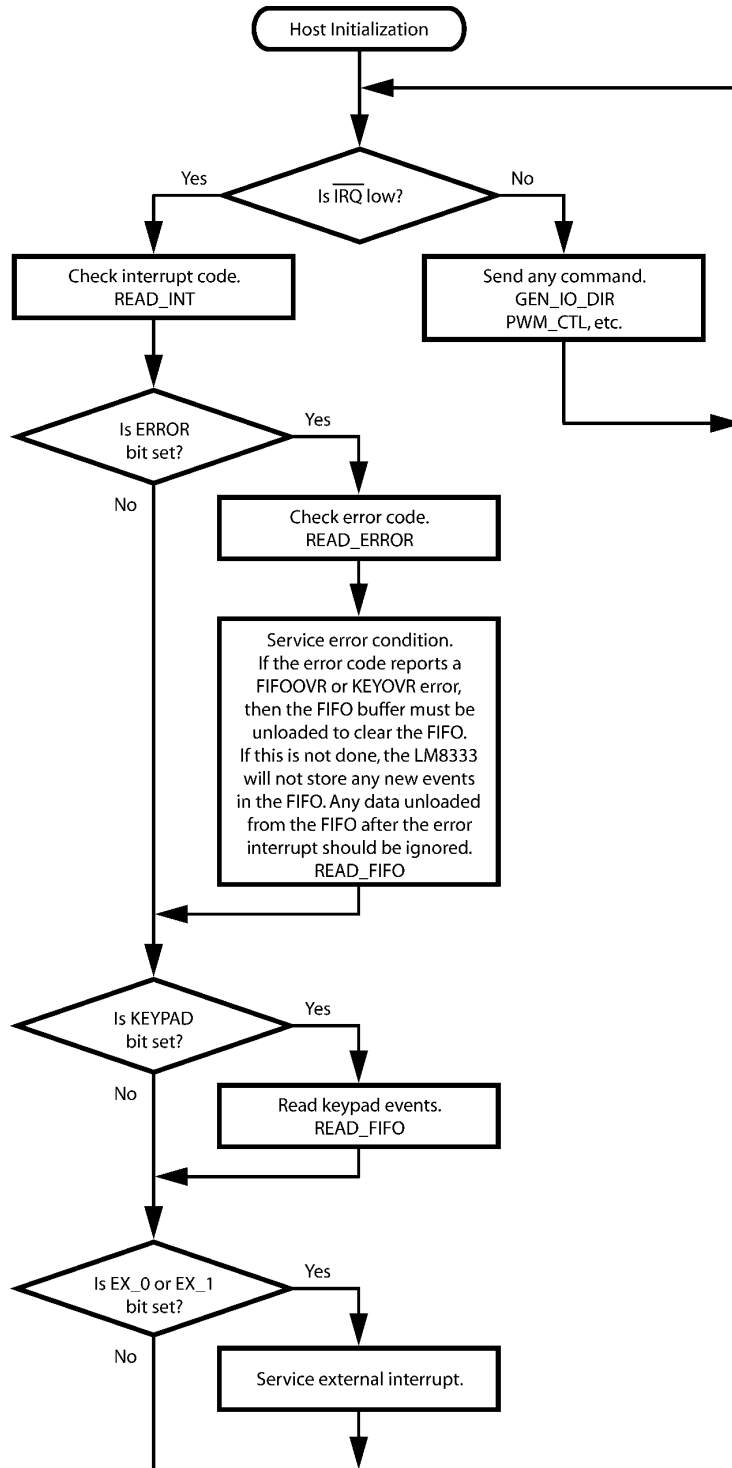 Host Initialization
Is IRQ low?
Yes
No
Check interrupt code.
READ_INT
Send any command.
GEN_IO_DIR
PWM_CTL, etc.
Is ERROR
bit set?
Yes
No
Check error code.
READ_ERROR
Service error condition.
If the error code reports a
FIFOOVR or KEYOVR error,
then the FIFO buffer must be
unloaded to clear the FIFO.
If this is not done, the LM8333
will not store any new events
in the FIFO. Any data unloaded
from the FIFO after the error
interrupt should be ignored.
READ_FIFO
Is KEYPAD
bit set?
Yes
No
Read keypad events.
READ_FIFO
Is EX_0 or EX_1
bit set?
Yes
No
Service external interrupt.